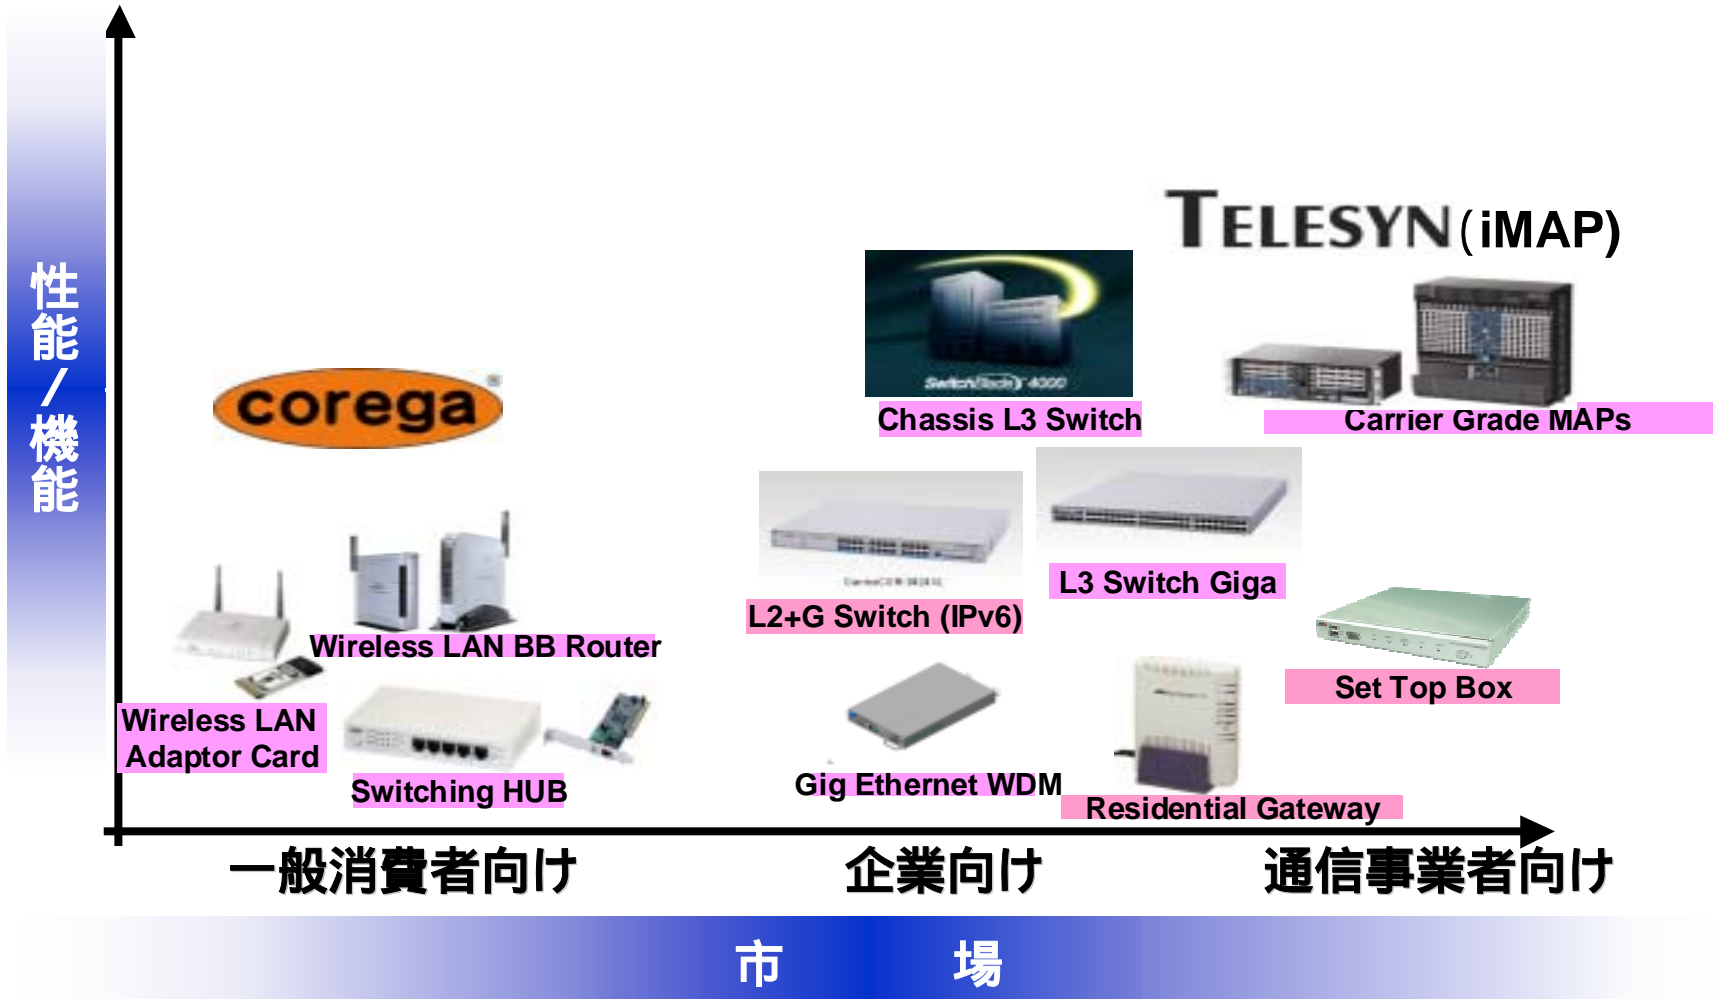 性能/機能
TELESYN(iMAP)
SwitchBlade 4000
Chassis L3 Switch
Carrier Grade MAPs
corega
L3 Switch Giga
L2+G Switch (IPv6)
Wireless LAN BB Router
Set Top Box
Wireless LAN
Adaptor Card
Switching HUB
Gig Ethernet WDM
Residential Gateway
一般消費者向け
企業向け
通信事業者向け
市 場